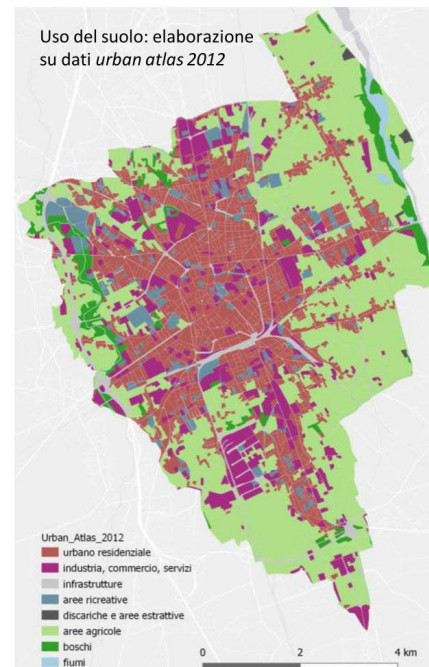 Uso del suolo: elaborazione
su dati urban atlas 2012
Urban_Atlas_2012
urbano residenziale
industria, commercio, servizi
infrastrutture
aree ricreative
discariche e aree estrattive
aree agricole
boschi
fiumi
0 2 4 km